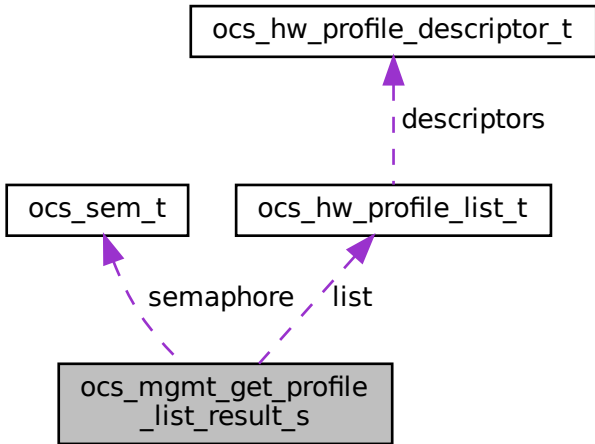 ocs_hw_profile_descriptor_t
descriptors
ocs_sem_t
ocs_hw_profile_list_t
semaphore
list
ocs_mgmt_get_profile
_list_result_s